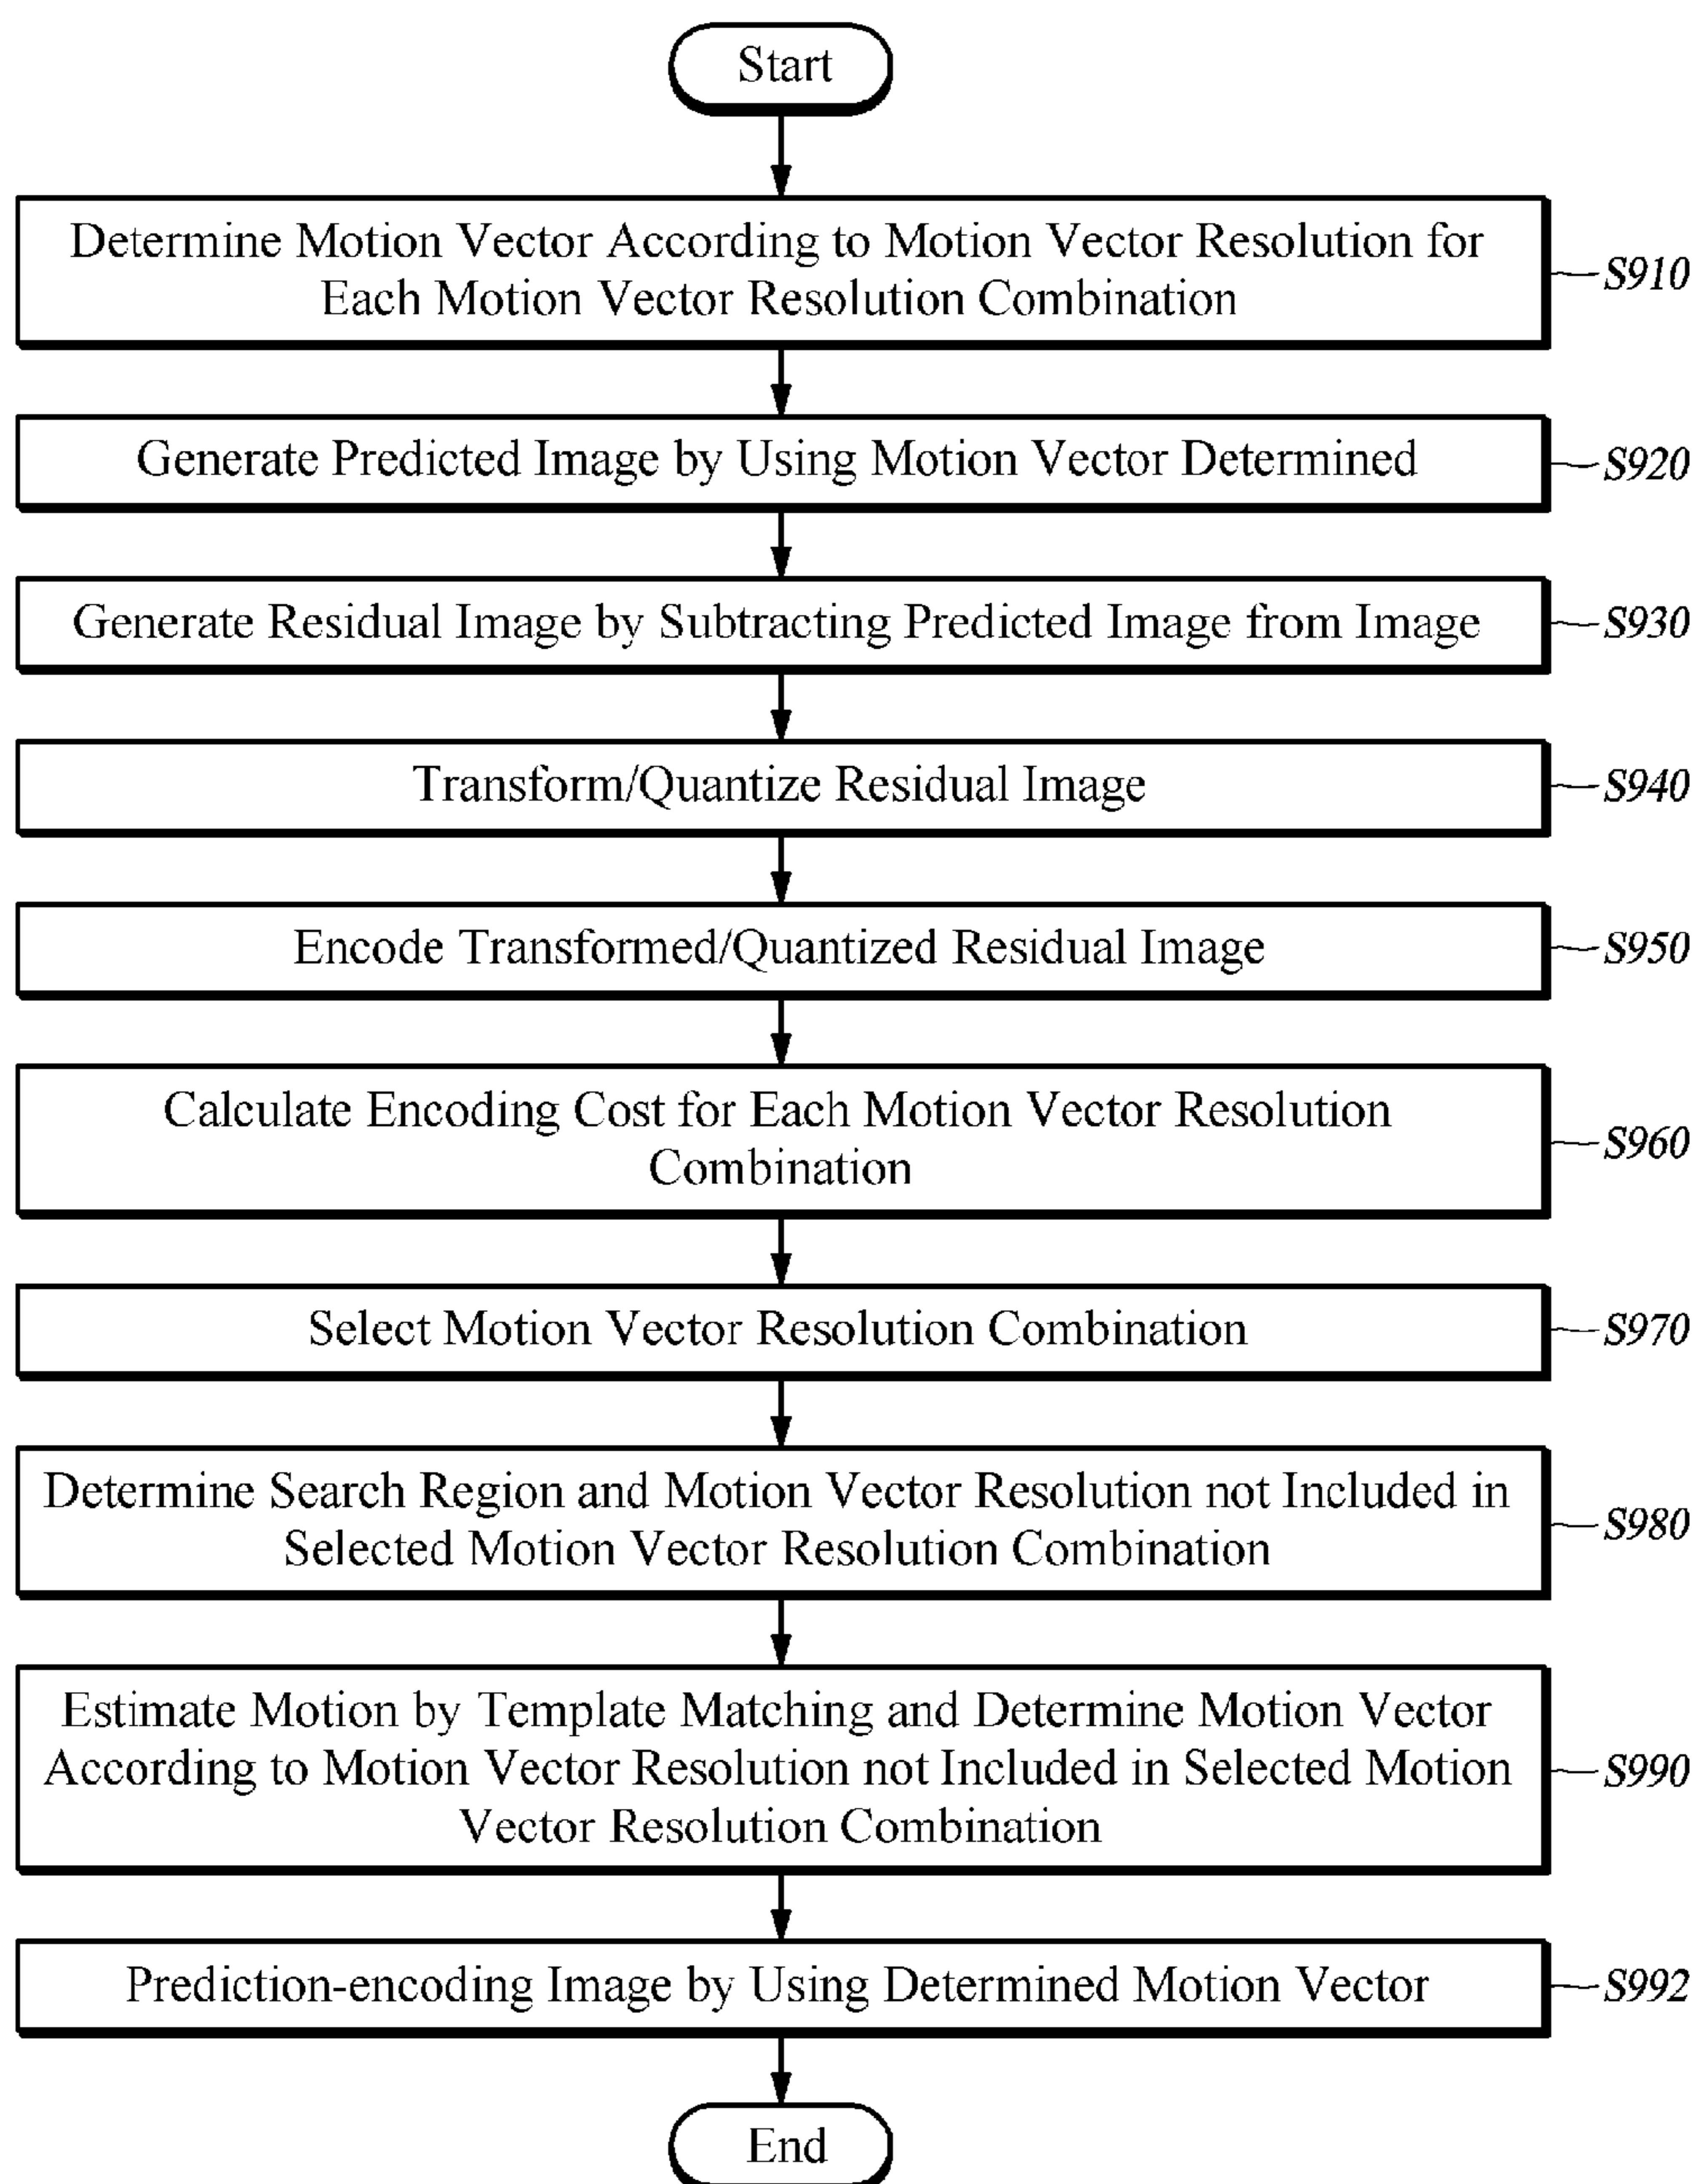 Start
Determine Motion Vector According to Motion Vector Resolution for
Each Motion Vector Resolution Combination
S910
Generate Predicted Image by Using Motion Vector Determined
S920
Generate Residual Image by Subtracting Predicted Image from Image
S930
Transform/Quantize Residual Image
S940
Encode Transformed/Quantized Residual Image
S950
Calculate Encoding Cost for Each Motion Vector Resolution
Combination
S960
Select Motion Vector Resolution Combination
S970
Determine Search Region and Motion Vector Resolution not Included in
Selected Motion Vector Resolution Combination
S980
Estimate Motion by Template Matching and Determine Motion Vector
According to Motion Vector Resolution not Included in Selected Motion
Vector Resolution Combination
S990
Prediction-encoding Image by Using Determined Motion Vector
S992
End